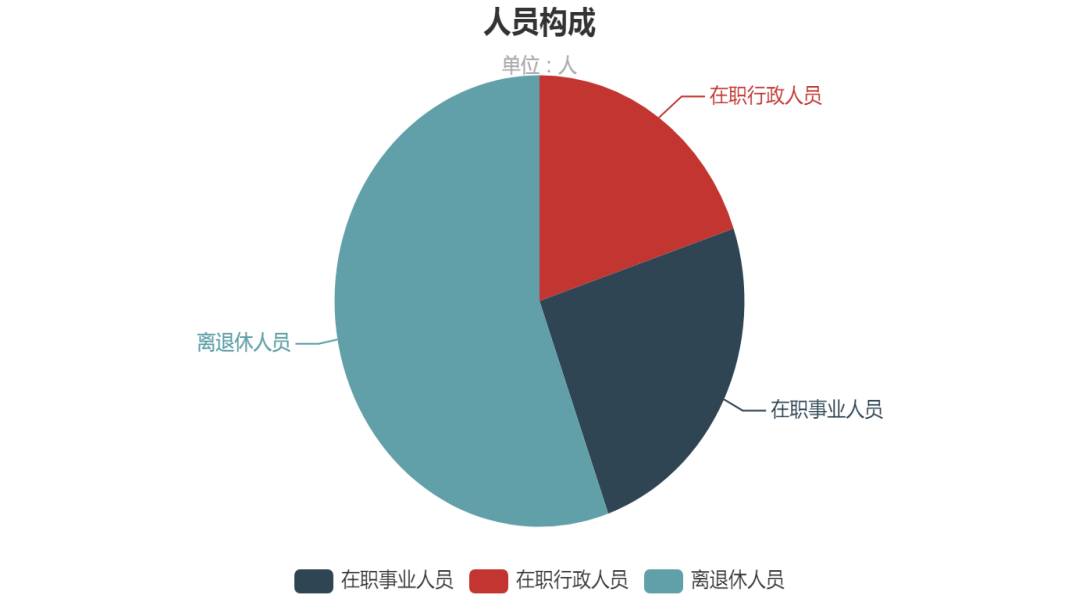 人员构成
单位：人
在职行政人员
离退休人员
在职事业人员
在职事业人员 在职行政人员 离退休人员